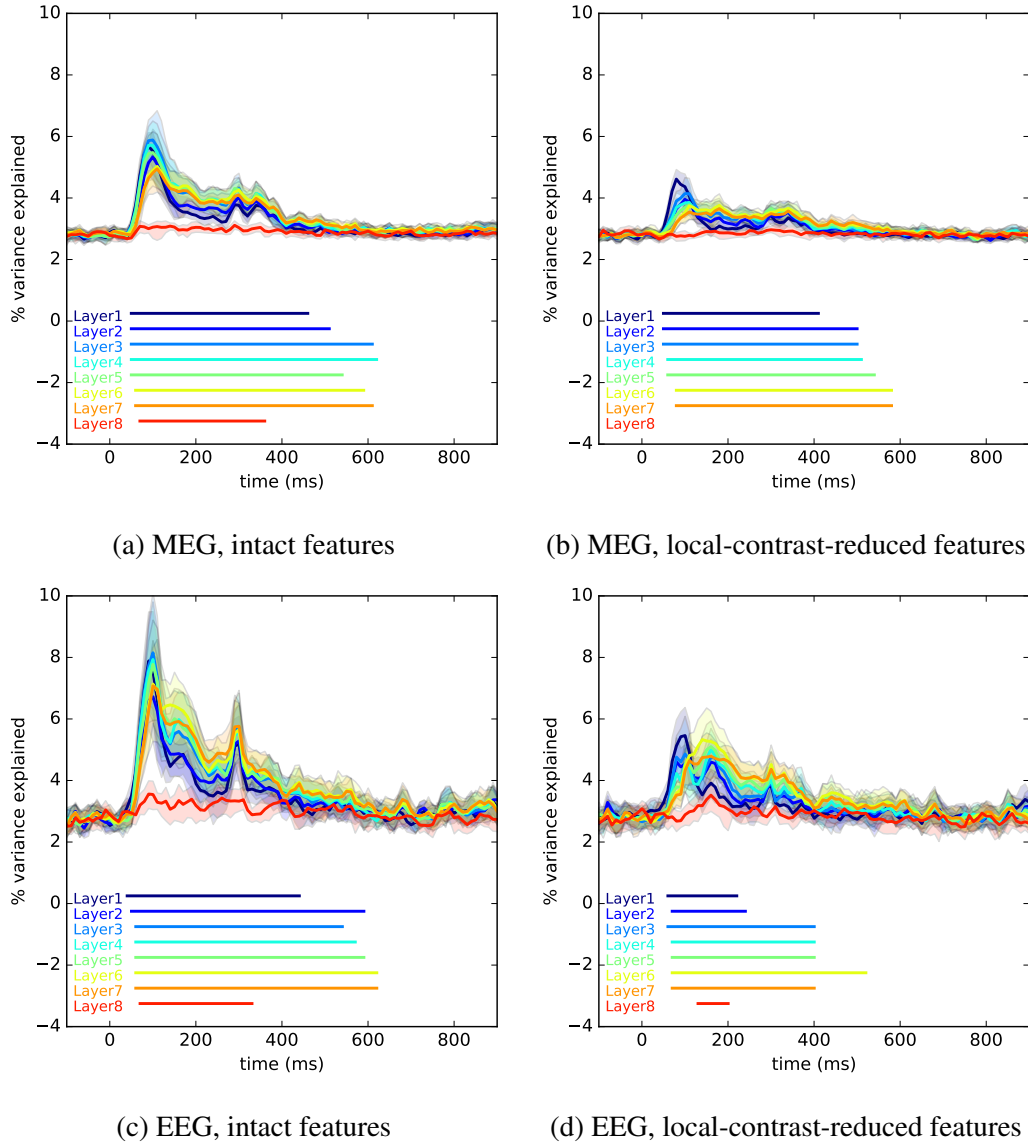 10
8
6
4
2
0
−2
−4
% variance explained
Layer1
Layer2
Layer3
Layer4
Layer5
Layer6
Layer7
Layer8
0 200 400 600 800
time (ms)
(a) MEG, intact features
10
8
6
4
2
0
−2
−4
% variance explained
Layer1
Layer2
Layer3
Layer4
Layer5
Layer6
Layer7
Layer8
0 200 400 600 800
time (ms)
(b) MEG, local-contrast-reduced features
10
8
6
4
2
0
−2
−4
% variance explained
Layer1
Layer2
Layer3
Layer4
Layer5
Layer6
Layer7
Layer8
0 200 400 600 800
time (ms)
(c) EEG, intact features
10
8
6
4
2
0
−2
−4
% variance explained
Layer1
Layer2
Layer3
Layer4
Layer5
Layer6
Layer7
Layer8
0 200 400 600 800
time (ms)
(d) EEG, local-contrast-reduced features